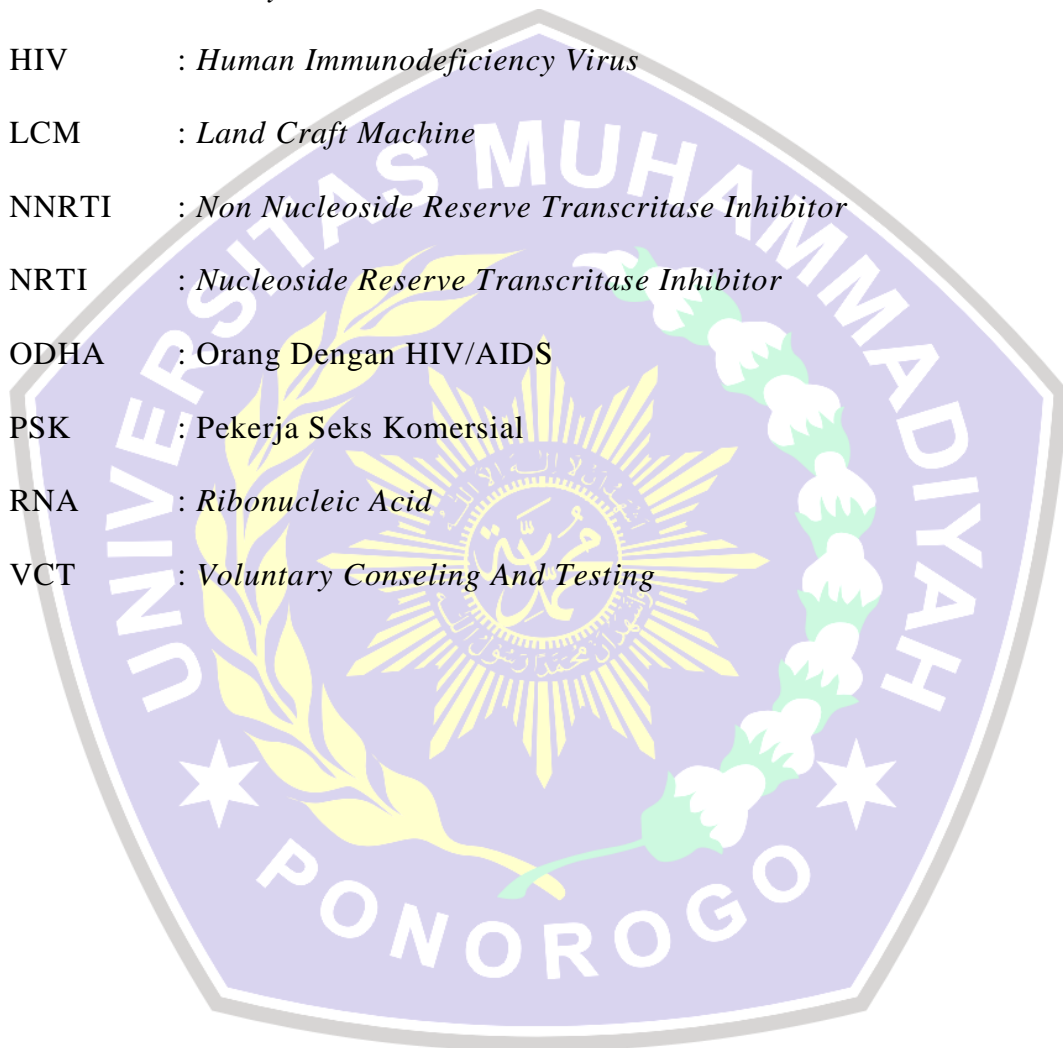 HIV : Human Immunodeficiency Virus
LCM : Land Craft Machine
NNRTI : Non Nucleoside Reserve Transcritase Inhibitor
NRTI : Nucleoside Reserve Transcritase Inhibitor
ODHA : Orang Dengan HIV/AIDS
PSK : Pekerja Seks Komersial
RNA : Ribonucleic Acid
VCT : Voluntary Conseling And Testing
UNIVERSITAS MUHAMMADIYAH
PONOROGO